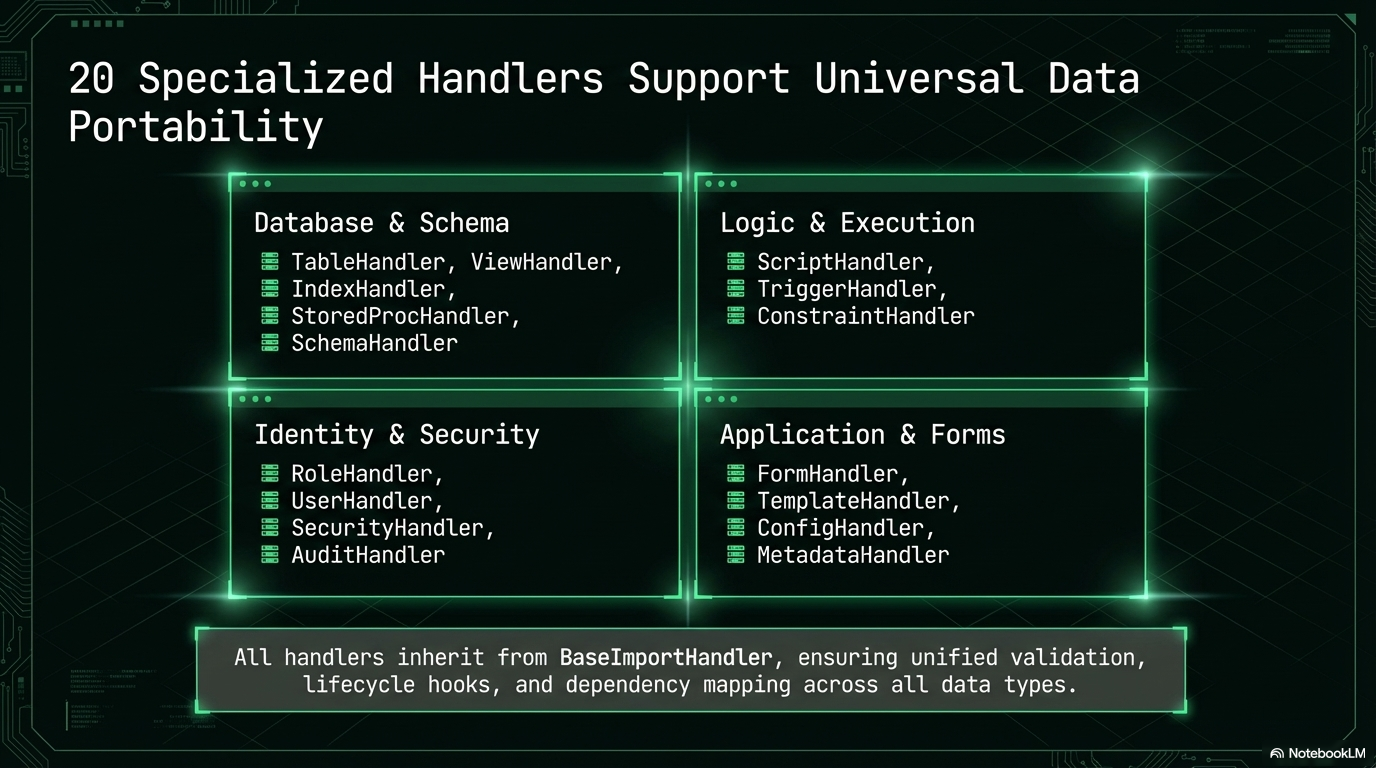 20 Specialized Handlers Support Universal Data
Portability
Database & Schema
TableHandler, ViewHandler,
IndexHandler,
StoredProcHandler,
SchemaHandler
Logic & Execution
ScriptHandler,
TriggerHandler,
ConstraintHandler
Identity & Security
RoleHandler,
UserHandler,
SecurityHandler,
AuditHandler
Application & Forms
FormHandler,
TemplateHandler,
ConfigHandler,
MetadataHandler
All handlers inherit from BaseImportHandler, ensuring unified validation,
lifecycle hooks, and dependency mapping across all data types.
NotebookLM